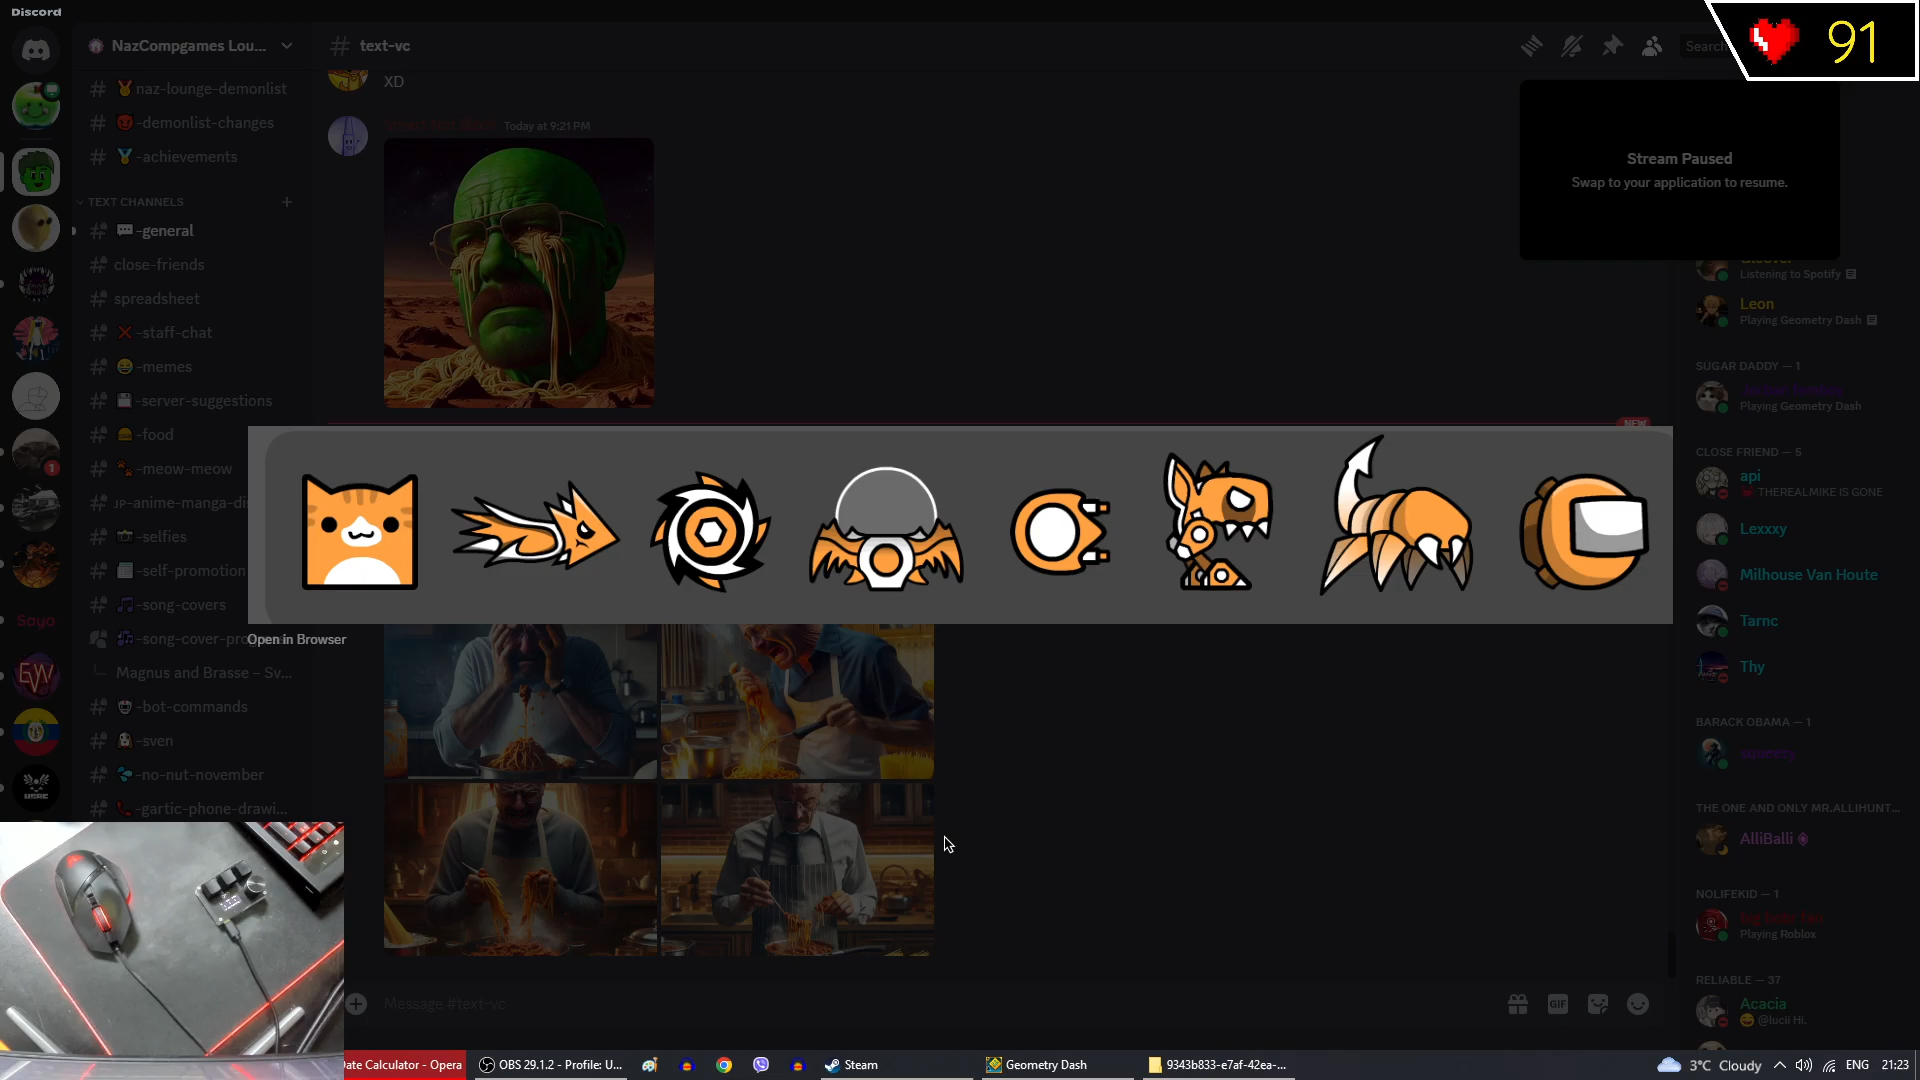 Discord
NazCompgames Lou...
text-vc
Search
91
naz-lounge-demonlist
-demonlist-changes
-achievements
TEXT CHANNELS
-general
close-friends
spreadsheet
-staff-chat
-memes
-server-suggestions
-food
-meow-meow
JP-anime-manga-di
-selfies
-self-promotion
-song-covers
-song-cover-pro
Magnus and Brasse – Sv...
-bot-commands
-sven
-no-nut-november
-gartic-phone-drawi...
1
Sayo
EW
XD
Today at 9:21 PM
NEW
Open in Browser
Message #text-vc
GIF
Stream Paused
Swap to your application to resume.
Listening to Spotify
Leon
Playing Geometry Dash
SUGAR DADDY — 1
Playing Geometry Dash
CLOSE FRIEND — 5
api
THEREALMIKE IS GONE
Lexxxy
Milhouse Van Houte
Tarnc
Thy
BARACK OBAMA — 1
THE ONE AND ONLY MR.ALLIHUNT...
AlliBalli
NOLIFEKID — 1
Playing Roblox
RELIABLE — 37
Acacia
@lucii Hi.
Date Calculator - Opera
OBS 29.1.2 - Profile: U...
Steam
Geometry Dash
9343b833-e7af-42ea-...
3°C Cloudy
ENG
21:23